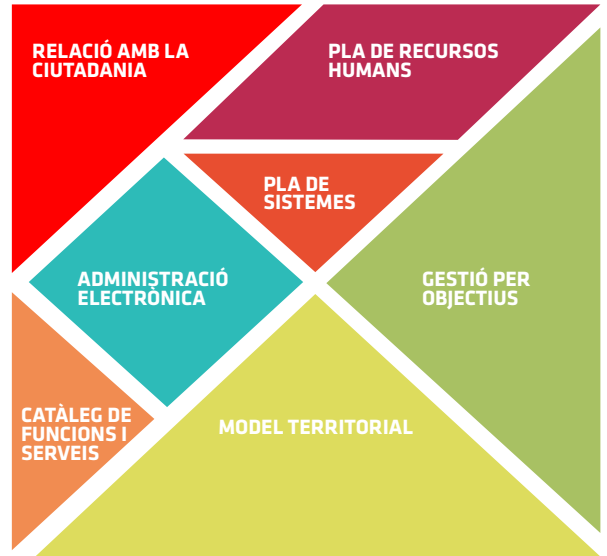 RELACIÓ AMB LA
CIUTADANIA
PLA DE RECURSOS
HUMANS
PLA DE
SISTEMES
ADMINISTRACIÓ
ELECTRÒNICA
GESTIÓ PER
OBJECTIUS
CATÀLEG DE
FUNCIONS I
SERVEIS
MODEL TERRITORIAL